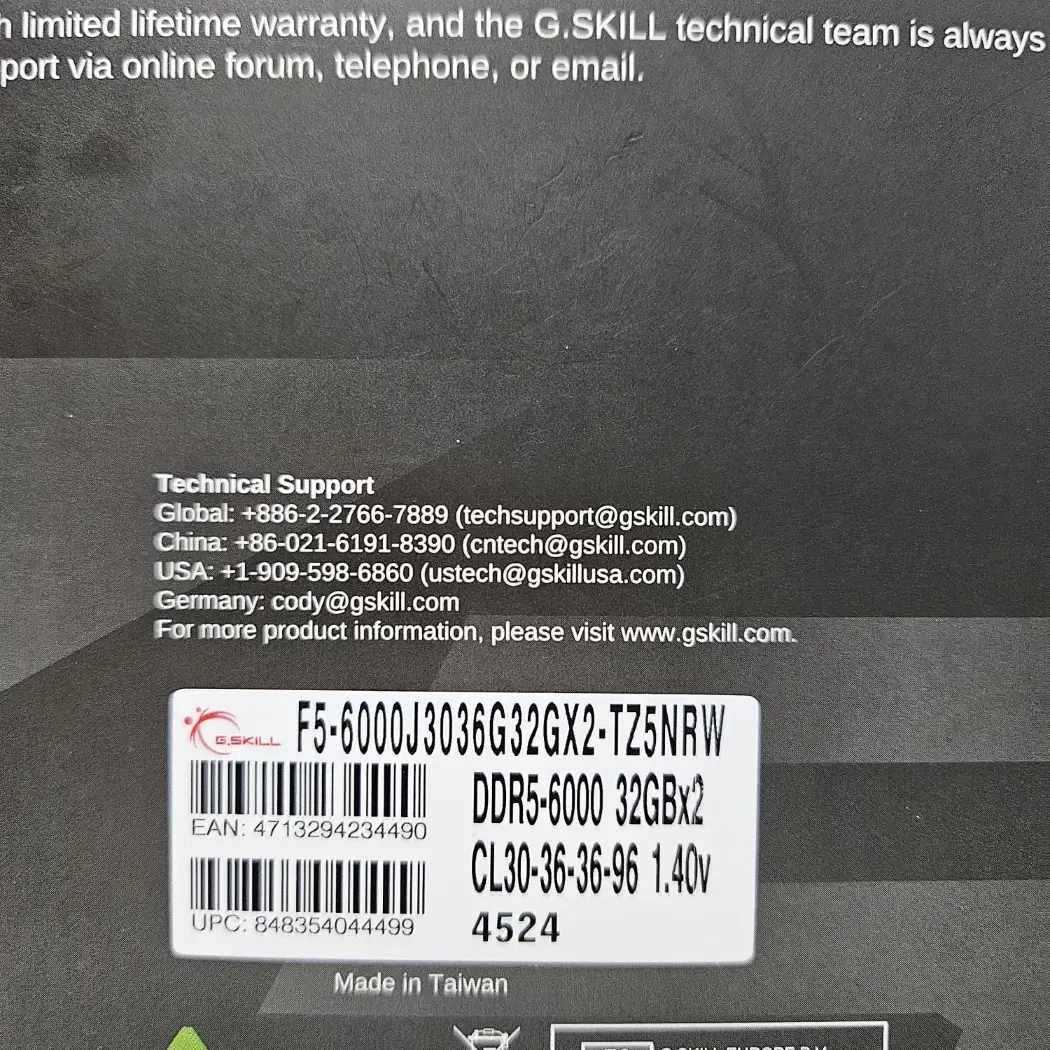 limited lifetime warranty, and the G.SKILL technical team is always
port via online forum, telephone, or email.
Technical Support
Global: +886-2-2766-7889 (techsupport@gskill.com)
China: +86-021-6191-8390 (cntech@gskill.com)
USA: +1-909-598-6860 (ustech@gskillusa.com)
Germany: cody@gskill.com
For more product information, please visit www.gskill.com.
G.SKILL
F5-6000J3036G32GX2-TZ5NRW
DDR5-6000 32GBx2
EAN: 4713294234490
CL30-36-36-96 1.40v
UPC: 848354044499
4524
Made in Taiwan
G.SKILL EUROPE B.V.